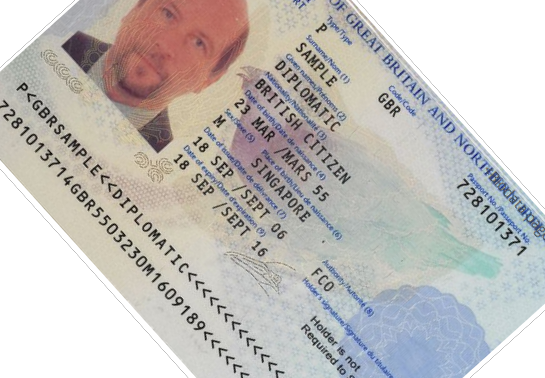 OF GREAT BRITAIN AND NORTHERN
Type/Type
P
Code/Code
GBR
Passport No./Passeport No.
728101371
Surname/Nom (1)
SAMPLE
Given names/Prénoms (2)
DIPLOMATIC
Nationality/Nationalité (3)
BRITISH CITIZEN
Date of birth/Date de naissance (4)
23 MAR /MARS 55
Sex/Sexe (5)
M
Place of birth/Lieu de naissance (6)
SINGAPORE
Date of issue/Date de délivrance (7)
18 SEP /SEPT 06
Authority/Autorité (8)
FCO
Date of expiry/Date d'expiration (9)
18 SEP /SEPT 16
Holder's signature/Signature du titulaire
Holder is not
Required to
P<GBRSAMPLE<<DIPLOMATIC<<<<<<<<<
7281013714GBR5503230M1609189<<<<<